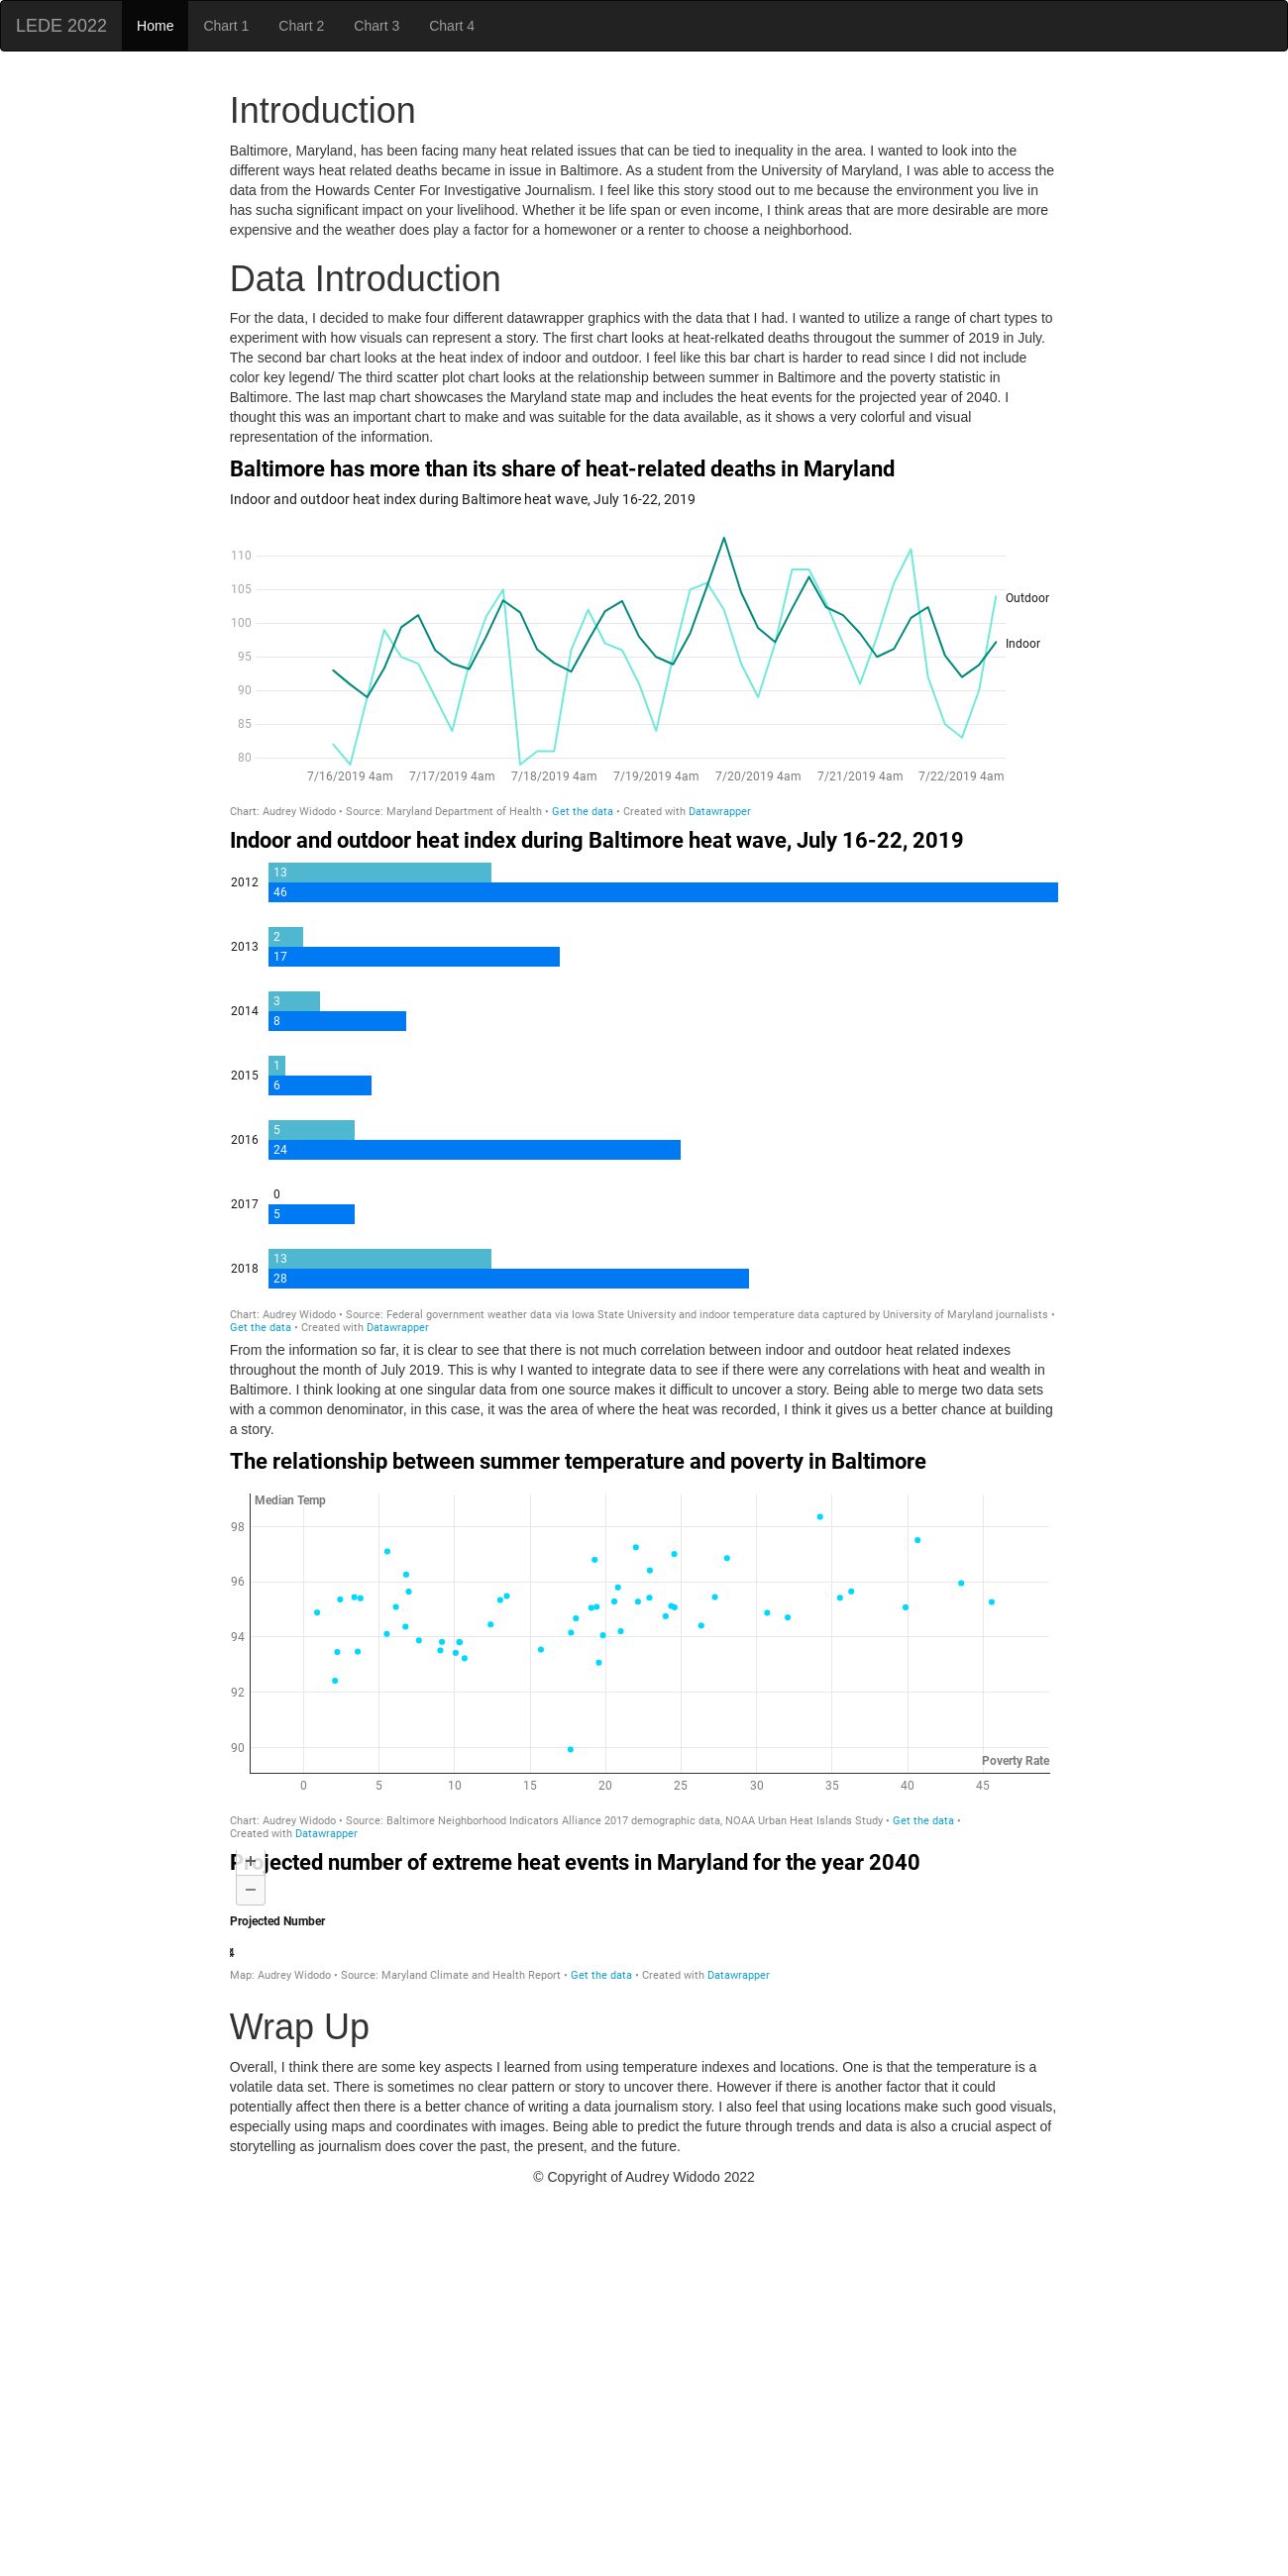 LEDE 2022 Home Chart 1 Chart 2 Chart 3 Chart 4
Introduction
Baltimore, Maryland, has been facing many heat related issues that can be tied to inequality in the area. I wanted to look into the
different ways heat related deaths became in issue in Baltimore. As a student from the University of Maryland, I was able to access the
data from the Howards Center For Investigative Journalism. I feel like this story stood out to me because the environment you live in
has sucha significant impact on your livelihood. Whether it be life span or even income, I think areas that are more desirable are more
expensive and the weather does play a factor for a homewoner or a renter to choose a neighborhood.
Data Introduction
For the data, I decided to make four different datawrapper graphics with the data that I had. I wanted to utilize a range of chart types to
experiment with how visuals can represent a story. The first chart looks at heat-relkated deaths througout the summer of 2019 in July.
The second bar chart looks at the heat index of indoor and outdoor. I feel like this bar chart is harder to read since I did not include
color key legend/ The third scatter plot chart looks at the relationship between summer in Baltimore and the poverty statistic in
Baltimore. The last map chart showcases the Maryland state map and includes the heat events for the projected year of 2040. I
thought this was an important chart to make and was suitable for the data available, as it shows a very colorful and visual
representation of the information.
Baltimore has more than its share of heat-related deaths in Maryland
Indoor and outdoor heat index during Baltimore heat wave, July 16-22, 2019
110
105
Outdoor
100
Indoor
95
90
85
80
7/16/2019 4am 7/17/2019 4am 7/18/2019 4am 7/19/2019 4am 7/20/2019 4am 7/21/2019 4am 7/22/2019 4am
Chart: Audrey Widodo • Source: Maryland Department of Health • Get the data • Created with Datawrapper
Indoor and outdoor heat index during Baltimore heat wave, July 16-22, 2019
2012
13
46
2013
2
17
2014
3
8
2015
1
6
2016
5
24
2017
0
5
2018
13
28
Chart: Audrey Widodo • Source: Federal government weather data via Iowa State University and indoor temperature data captured by University of Maryland journalists •
Get the data • Created with Datawrapper
From the information so far, it is clear to see that there is not much correlation between indoor and outdoor heat related indexes
throughout the month of July 2019. This is why I wanted to integrate data to see if there were any correlations with heat and wealth in
Baltimore. I think looking at one singular data from one source makes it difficult to uncover a story. Being able to merge two data sets
with a common denominator, in this case, it was the area of where the heat was recorded, I think it gives us a better chance at building
a story.
The relationship between summer temperature and poverty in Baltimore
Median Temp
98
96
94
92
90
Poverty Rate
0 5 10 15 20 25 30 35 40 45
Chart: Audrey Widodo • Source: Baltimore Neighborhood Indicators Alliance 2017 demographic data, NOAA Urban Heat Islands Study • Get the data •
Created with Datawrapper
Projected number of extreme heat events in Maryland for the year 2040
+
−
Projected Number
Map: Audrey Widodo • Source: Maryland Climate and Health Report • Get the data • Created with Datawrapper
Wrap Up
Overall, I think there are some key aspects I learned from using temperature indexes and locations. One is that the temperature is a
volatile data set. There is sometimes no clear pattern or story to uncover there. However if there is another factor that it could
potentially affect then there is a better chance of writing a data journalism story. I also feel that using locations make such good visuals,
especially using maps and coordinates with images. Being able to predict the future through trends and data is also a crucial aspect of
storytelling as journalism does cover the past, the present, and the future.
© Copyright of Audrey Widodo 2022